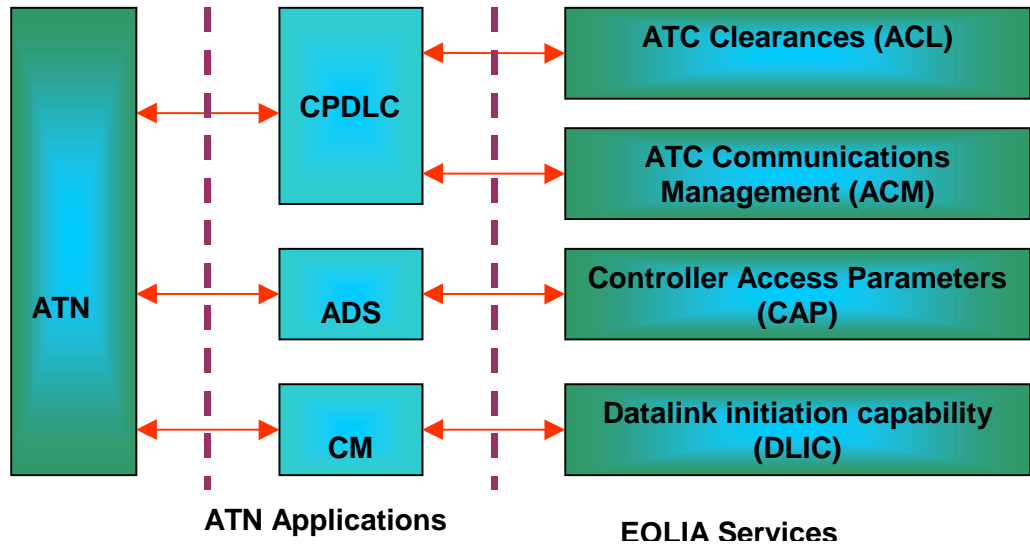 ATN
CPDLC
ADS
CM
ATC Clearances (ACL)
ATC Communications
Management (ACM)
Controller Access Parameters
(CAP)
Datalink initiation capability
(DLIC)
ATN Applications
EOLIA Services